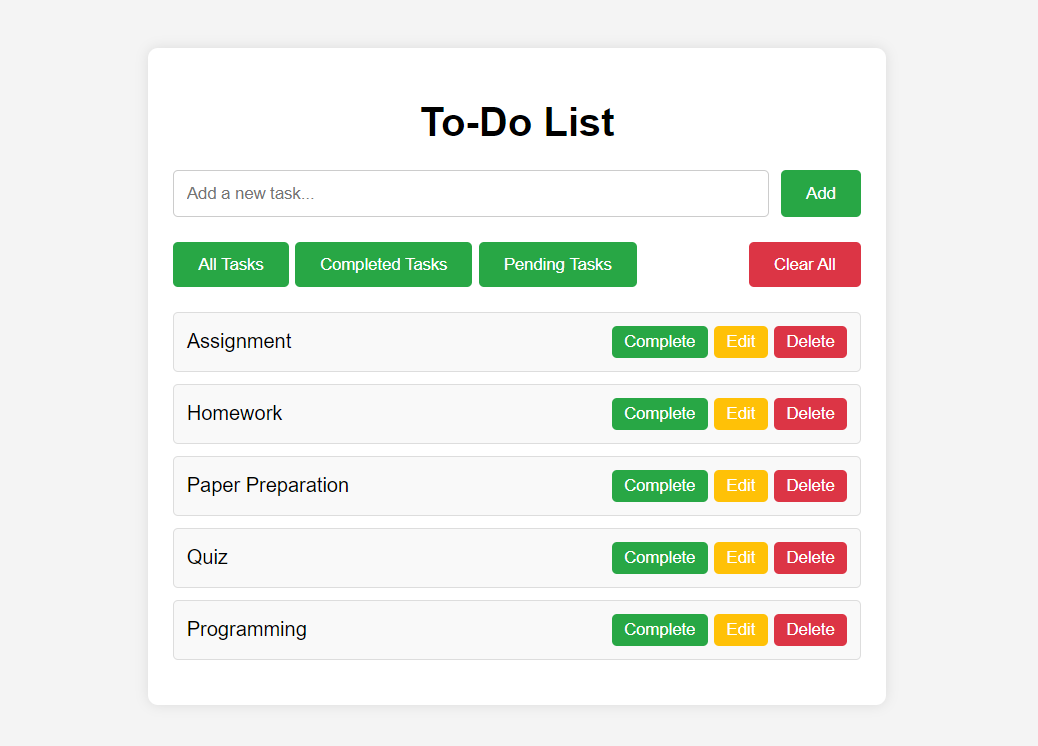 To-Do List
Add a new task... Add
All Tasks Completed Tasks Pending Tasks Clear All
Assignment Complete Edit Delete
Homework Complete Edit Delete
Paper Preparation Complete Edit Delete
Quiz Complete Edit Delete
Programming Complete Edit Delete